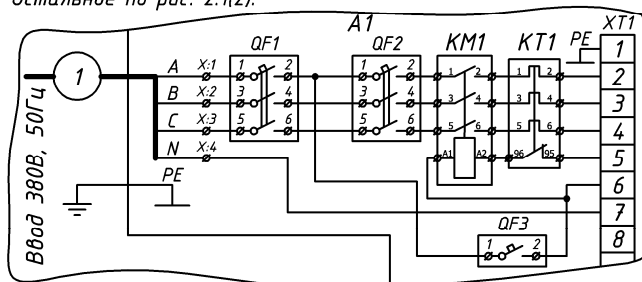 Остальное по рис. 2.1(2).
А1
QF1 QF2 КМ1 КТ1 PE XT1
1
А X:1 1 2 1 2 1 2 1 2 1
В X:2 3 4 3 4 3 4 3 4 2
С X:3 5 6 5 6 5 6 5 6 3
N X:4 A1 A2 96 95 4
PE 5
6
7
8
QF3
1 2
Ввод 380В, 50Гц